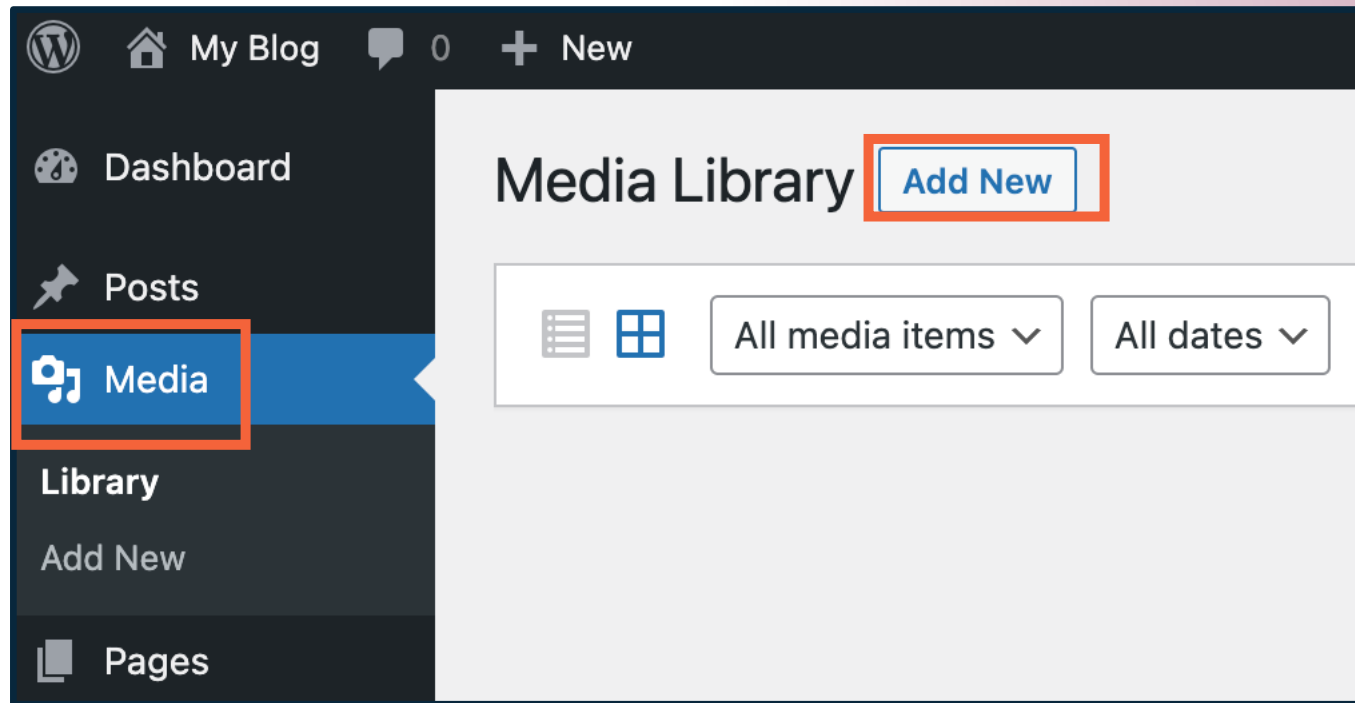 My Blog 0 New
Dashboard
Posts
Media
Library
Add New
Pages
Media Library Add New
All media items All dates